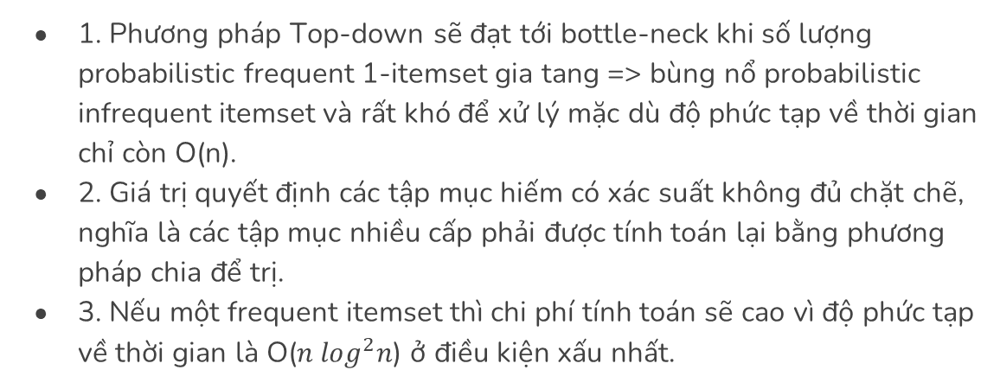 • 1. Phương pháp Top-down sẽ đạt tới bottle-neck khi số lượng
probabilistic frequent 1-itemset gia tang => bùng nổ probabilistic
infrequent itemset và rất khó để xử lý mặc dù độ phức tạp về thời gian
chỉ còn O(n).
• 2. Giá trị quyết định các tập mục hiếm có xác suất không đủ chặt chẽ,
nghĩa là các tập mục nhiều cấp phải được tính toán lại bằng phương
pháp chia để trị.
• 3. Nếu một frequent itemset thì chi phí tính toán sẽ cao vì độ phức tạp
về thời gian là O(n log²n) ở điều kiện xấu nhất.